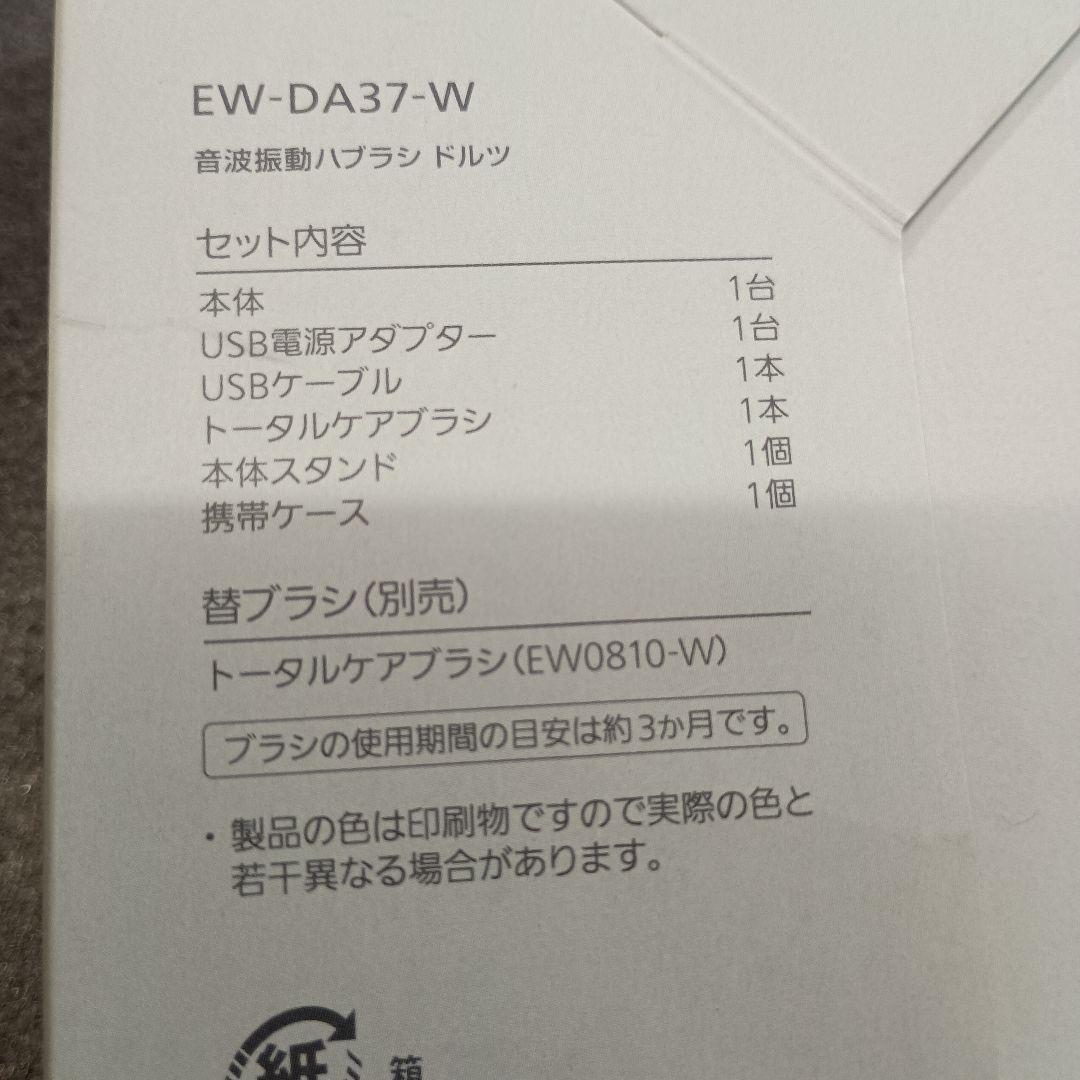 EW-DA37-W
音波振動ハブラシ ドルツ
セット内容
本体 1台
USB電源アダプター 1台
USBケーブル 1本
トータルケアブラシ 1本
本体スタンド 1個
携帯ケース 1個
替ブラシ(別売)
トータルケアブラシ(EW0810-W)
ブラシの使用期間の目安は約3か月です。
・製品の色は印刷物ですので実際の色と
若干異なる場合があります。
紙 箱